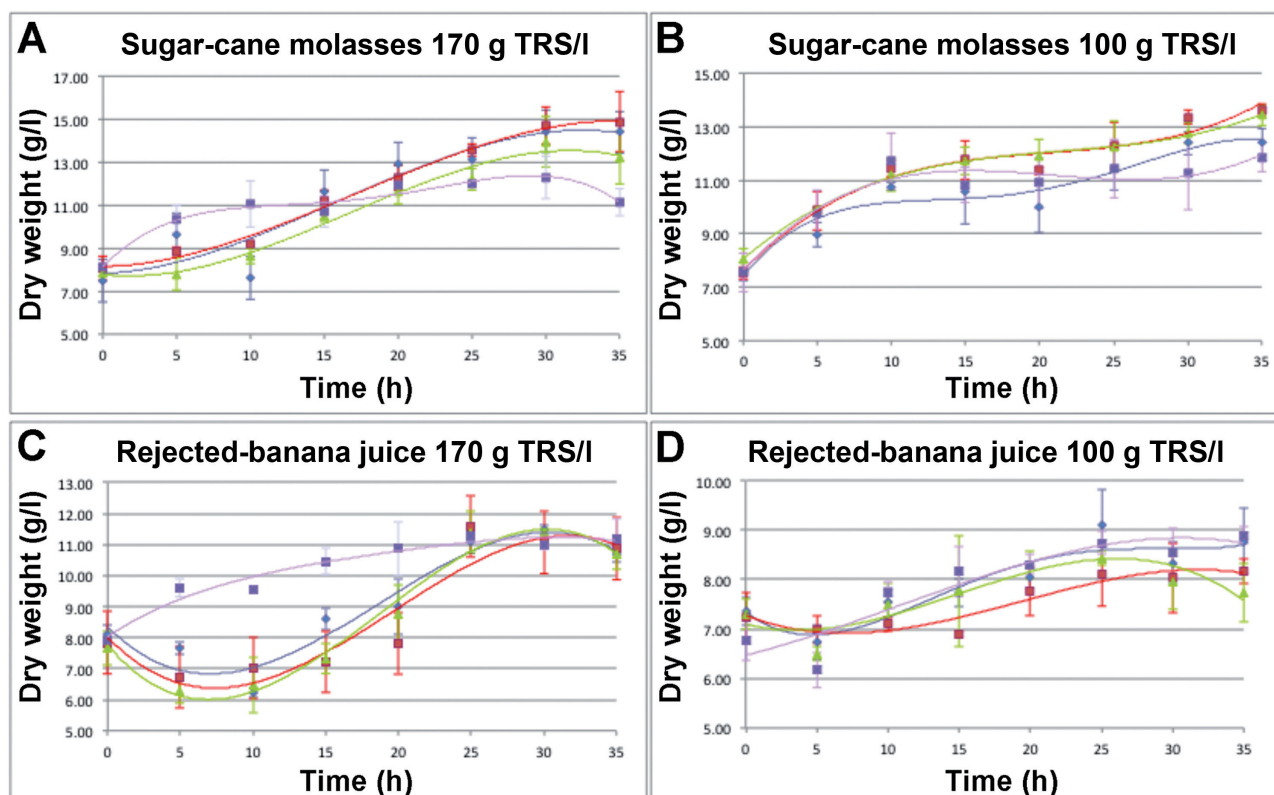 A
Sugar-cane molasses 170 g TRS/l
Dry weight (g/l)
17.00
15.00
13.00
11.00
9.00
7.00
5.00
0 5 10 15 20 25 30 35
Time (h)
B
Sugar-cane molasses 100 g TRS/l
Dry weight (g/l)
15.00
13.00
11.00
9.00
7.00
5.00
0 5 10 15 20 25 30 35
Time (h)
C
Rejected-banana juice 170 g TRS/l
Dry weight (g/l)
13.00
12.00
11.00
10.00
9.00
8.00
7.00
6.00
5.00
0 5 10 15 20 25 30 35
Time (h)
D
Rejected-banana juice 100 g TRS/l
Dry weight (g/l)
10.00
9.00
8.00
7.00
6.00
5.00
0 5 10 15 20 25 30 35
Time (h)